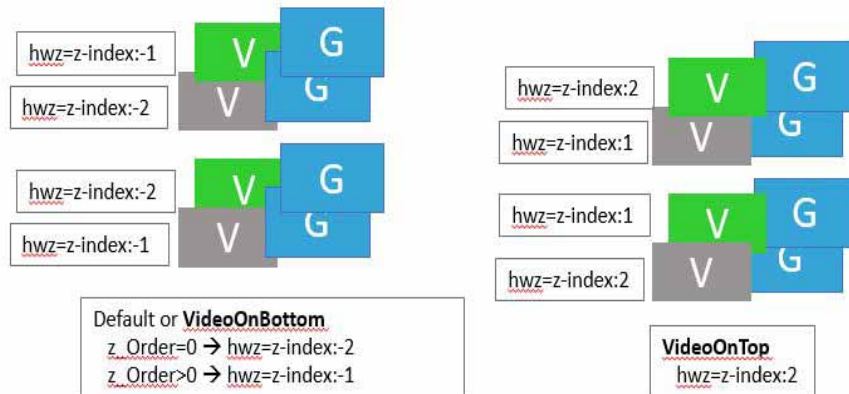 hwz=z-index:-1
V
G
hwz=z-index:-2
V
G
hwz=z-index:-2
V
G
hwz=z-index:-1
V
G
Default or VideoOnBottom
z_Order=0 → hwz=z-index:-2
z_Order>0 → hwz=z-index:-1
hwz=z-index:2
V
G
hwz=z-index:1
V
G
hwz=z-index:1
V
G
hwz=z-index:2
V
G
VideoOnTop
hwz=z-index:2